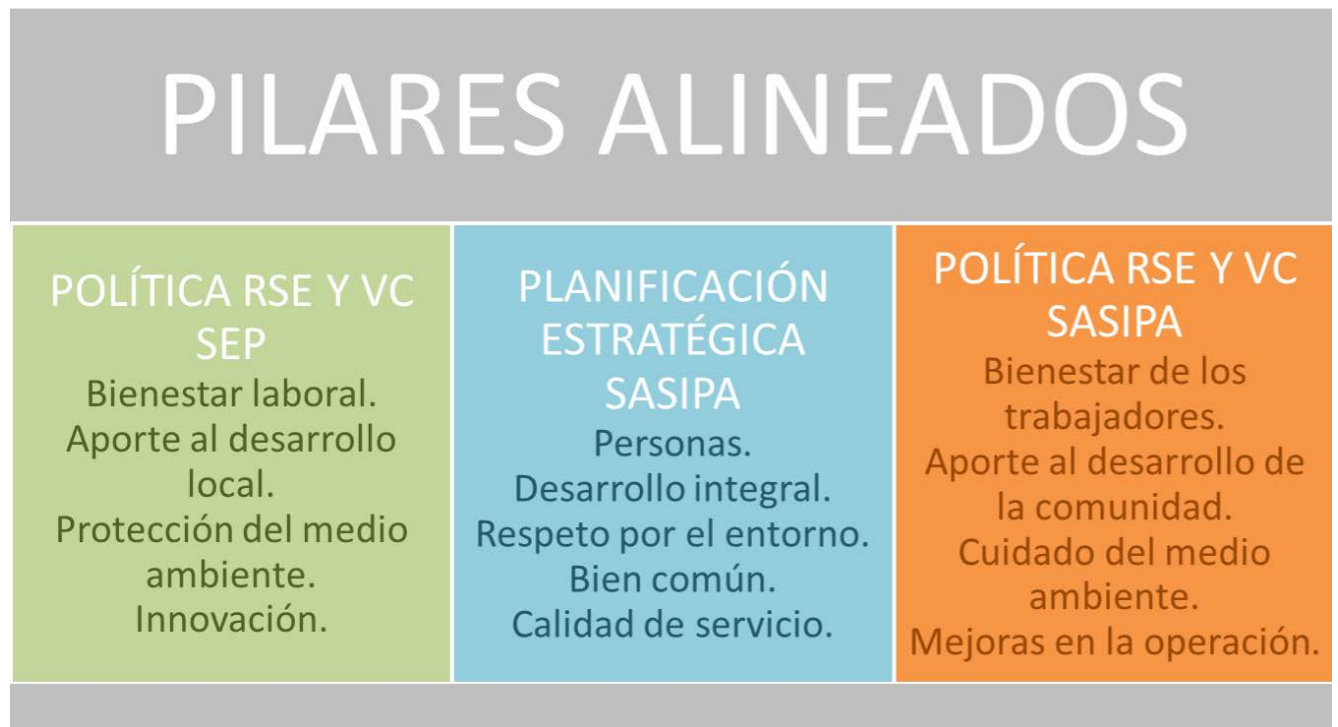 PILARES ALINEADOS
POLÍTICA RSE Y VC
SEP
Bienestar laboral.
Aporte al desarrollo
local.
Protección del medio
ambiente.
Innovación.
PLANIFICACIÓN
ESTRATÉGICA
SASIPA
Personas.
Desarrollo integral.
Respeto por el entorno.
Bien común.
Calidad de servicio.
POLÍTICA RSE Y VC
SASIPA
Bienestar de los
trabajadores.
Aporte al desarrollo de
la comunidad.
Cuidado del medio
ambiente.
Mejoras en la operación.